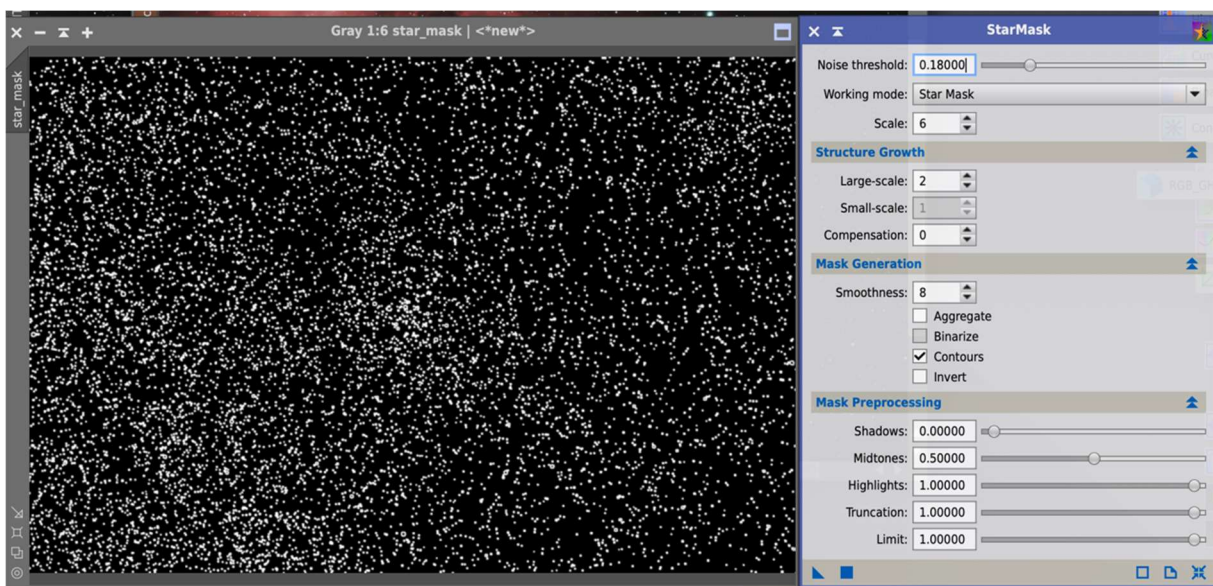 Gray 1:6 star_mask | <*new*>
star_mask
StarMask
Noise threshold: 0.18000
Working mode: Star Mask
Scale: 6
Structure Growth
Large-scale: 2
Small-scale: 1
Compensation: 0
Mask Generation
Smoothness: 8
Aggregate
Binarize
Contours
Invert
Mask Preprocessing
Shadows: 0.00000
Midtones: 0.50000
Highlights: 1.00000
Truncation: 1.00000
Limit: 1.00000